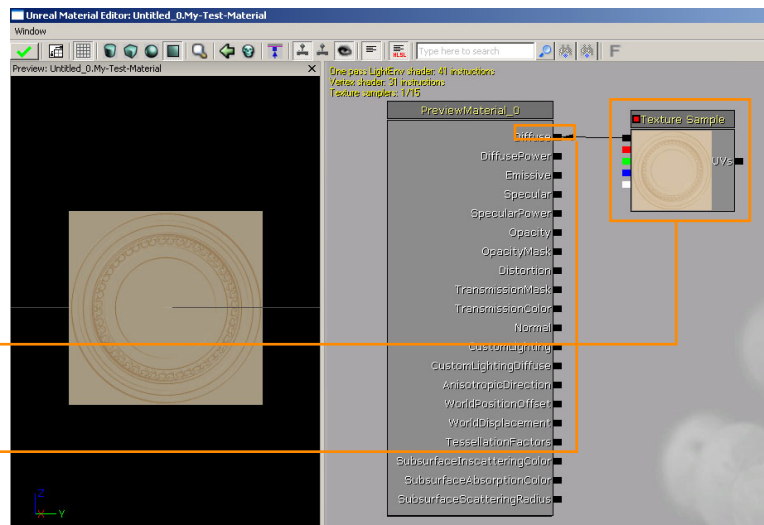 Unreal Material Editor: Untitled_0.My-Test-Material
Window
HLSL
Type here to search
F
Preview: Untitled_0.My-Test-Material
X
One pass LightEnv shader: 41 instructions
Vertex shader: 31 instructions
Texture samplers: 1/15
PreviewMaterial_0
Diffuse
DiffusePower
Emissive
Specular
SpecularPower
Opacity
OpacityMask
Distortion
TransmissionMask
TransmissionColor
Normal
CustomLighting
CustomLightingDiffuse
AnisotropicDirection
WorldPositionOffset
WorldDisplacement
TessellationFactors
SubsurfaceInscatteringColor
SubsurfaceAbsorptionColor
SubsurfaceScatteringRadius
Texture Sample
UVs
Z
X
Y